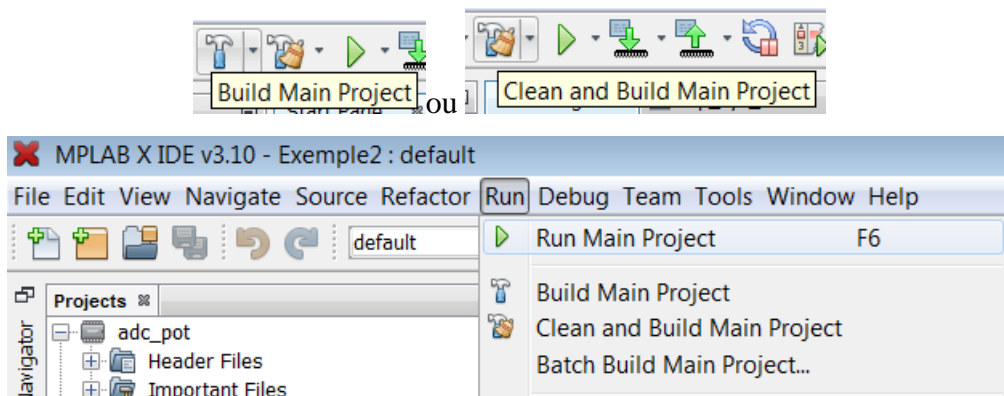 Build Main Project
ou
Clean and Build Main Project
MPLAB X IDE v3.10 - Exemple2 : default
File Edit View Navigate Source Refactor Run Debug Team Tools Window Help
default
Run Main Project F6
Projects
Build Main Project
adc_pot
Clean and Build Main Project
Header Files
Batch Build Main Project...
Important Files